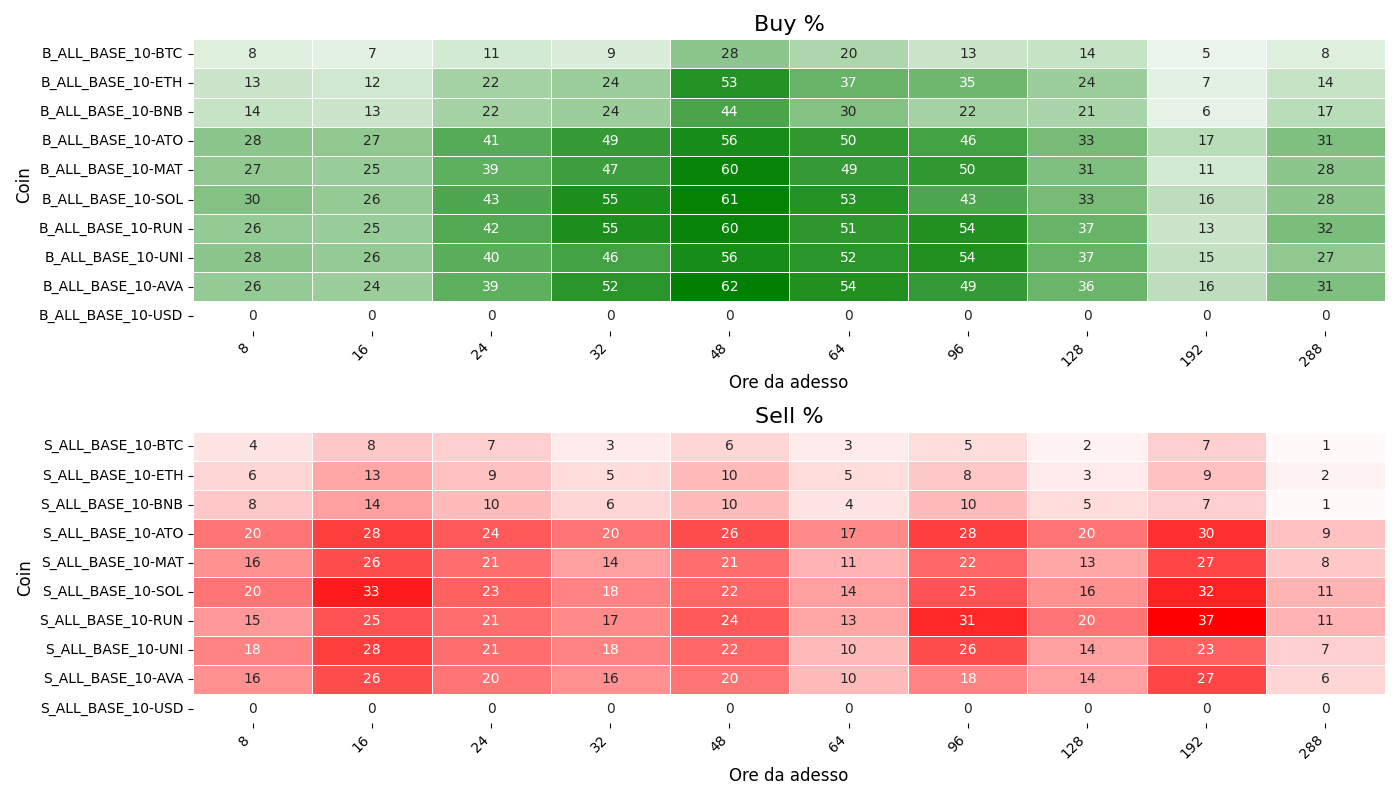 Buy %
Coin
B_ALL_BASE_10-BTC 8 7 11 9 28 20 13 14 5 8
B_ALL_BASE_10-ETH 13 12 22 24 53 37 35 24 7 14
B_ALL_BASE_10-BNB 14 13 22 24 44 30 22 21 6 17
B_ALL_BASE_10-ATO 28 27 41 49 56 50 46 33 17 31
B_ALL_BASE_10-MAT 27 25 39 47 60 49 50 31 11 28
B_ALL_BASE_10-SOL 30 26 43 55 61 53 43 33 16 28
B_ALL_BASE_10-RUN 26 25 42 55 60 51 54 37 13 32
B_ALL_BASE_10-UNI 28 26 40 46 56 52 54 37 15 27
B_ALL_BASE_10-AVA 26 24 39 52 62 54 49 36 16 31
B_ALL_BASE_10-USD 0 0 0 0 0 0 0 0 0 0
8 16 24 32 48 64 96 128 192 288
Ore da adesso
Sell %
Coin
S_ALL_BASE_10-BTC 4 8 7 3 6 3 5 2 7 1
S_ALL_BASE_10-ETH 6 13 9 5 10 5 8 3 9 2
S_ALL_BASE_10-BNB 8 14 10 6 10 4 10 5 7 1
S_ALL_BASE_10-ATO 20 28 24 20 26 17 28 20 30 9
S_ALL_BASE_10-MAT 16 26 21 14 21 11 22 13 27 8
S_ALL_BASE_10-SOL 20 33 23 18 22 14 25 16 32 11
S_ALL_BASE_10-RUN 15 25 21 17 24 13 31 20 37 11
S_ALL_BASE_10-UNI 18 28 21 18 22 10 26 14 23 7
S_ALL_BASE_10-AVA 16 26 20 16 20 10 18 14 27 6
S_ALL_BASE_10-USD 0 0 0 0 0 0 0 0 0 0
8 16 24 32 48 64 96 128 192 288
Ore da adesso